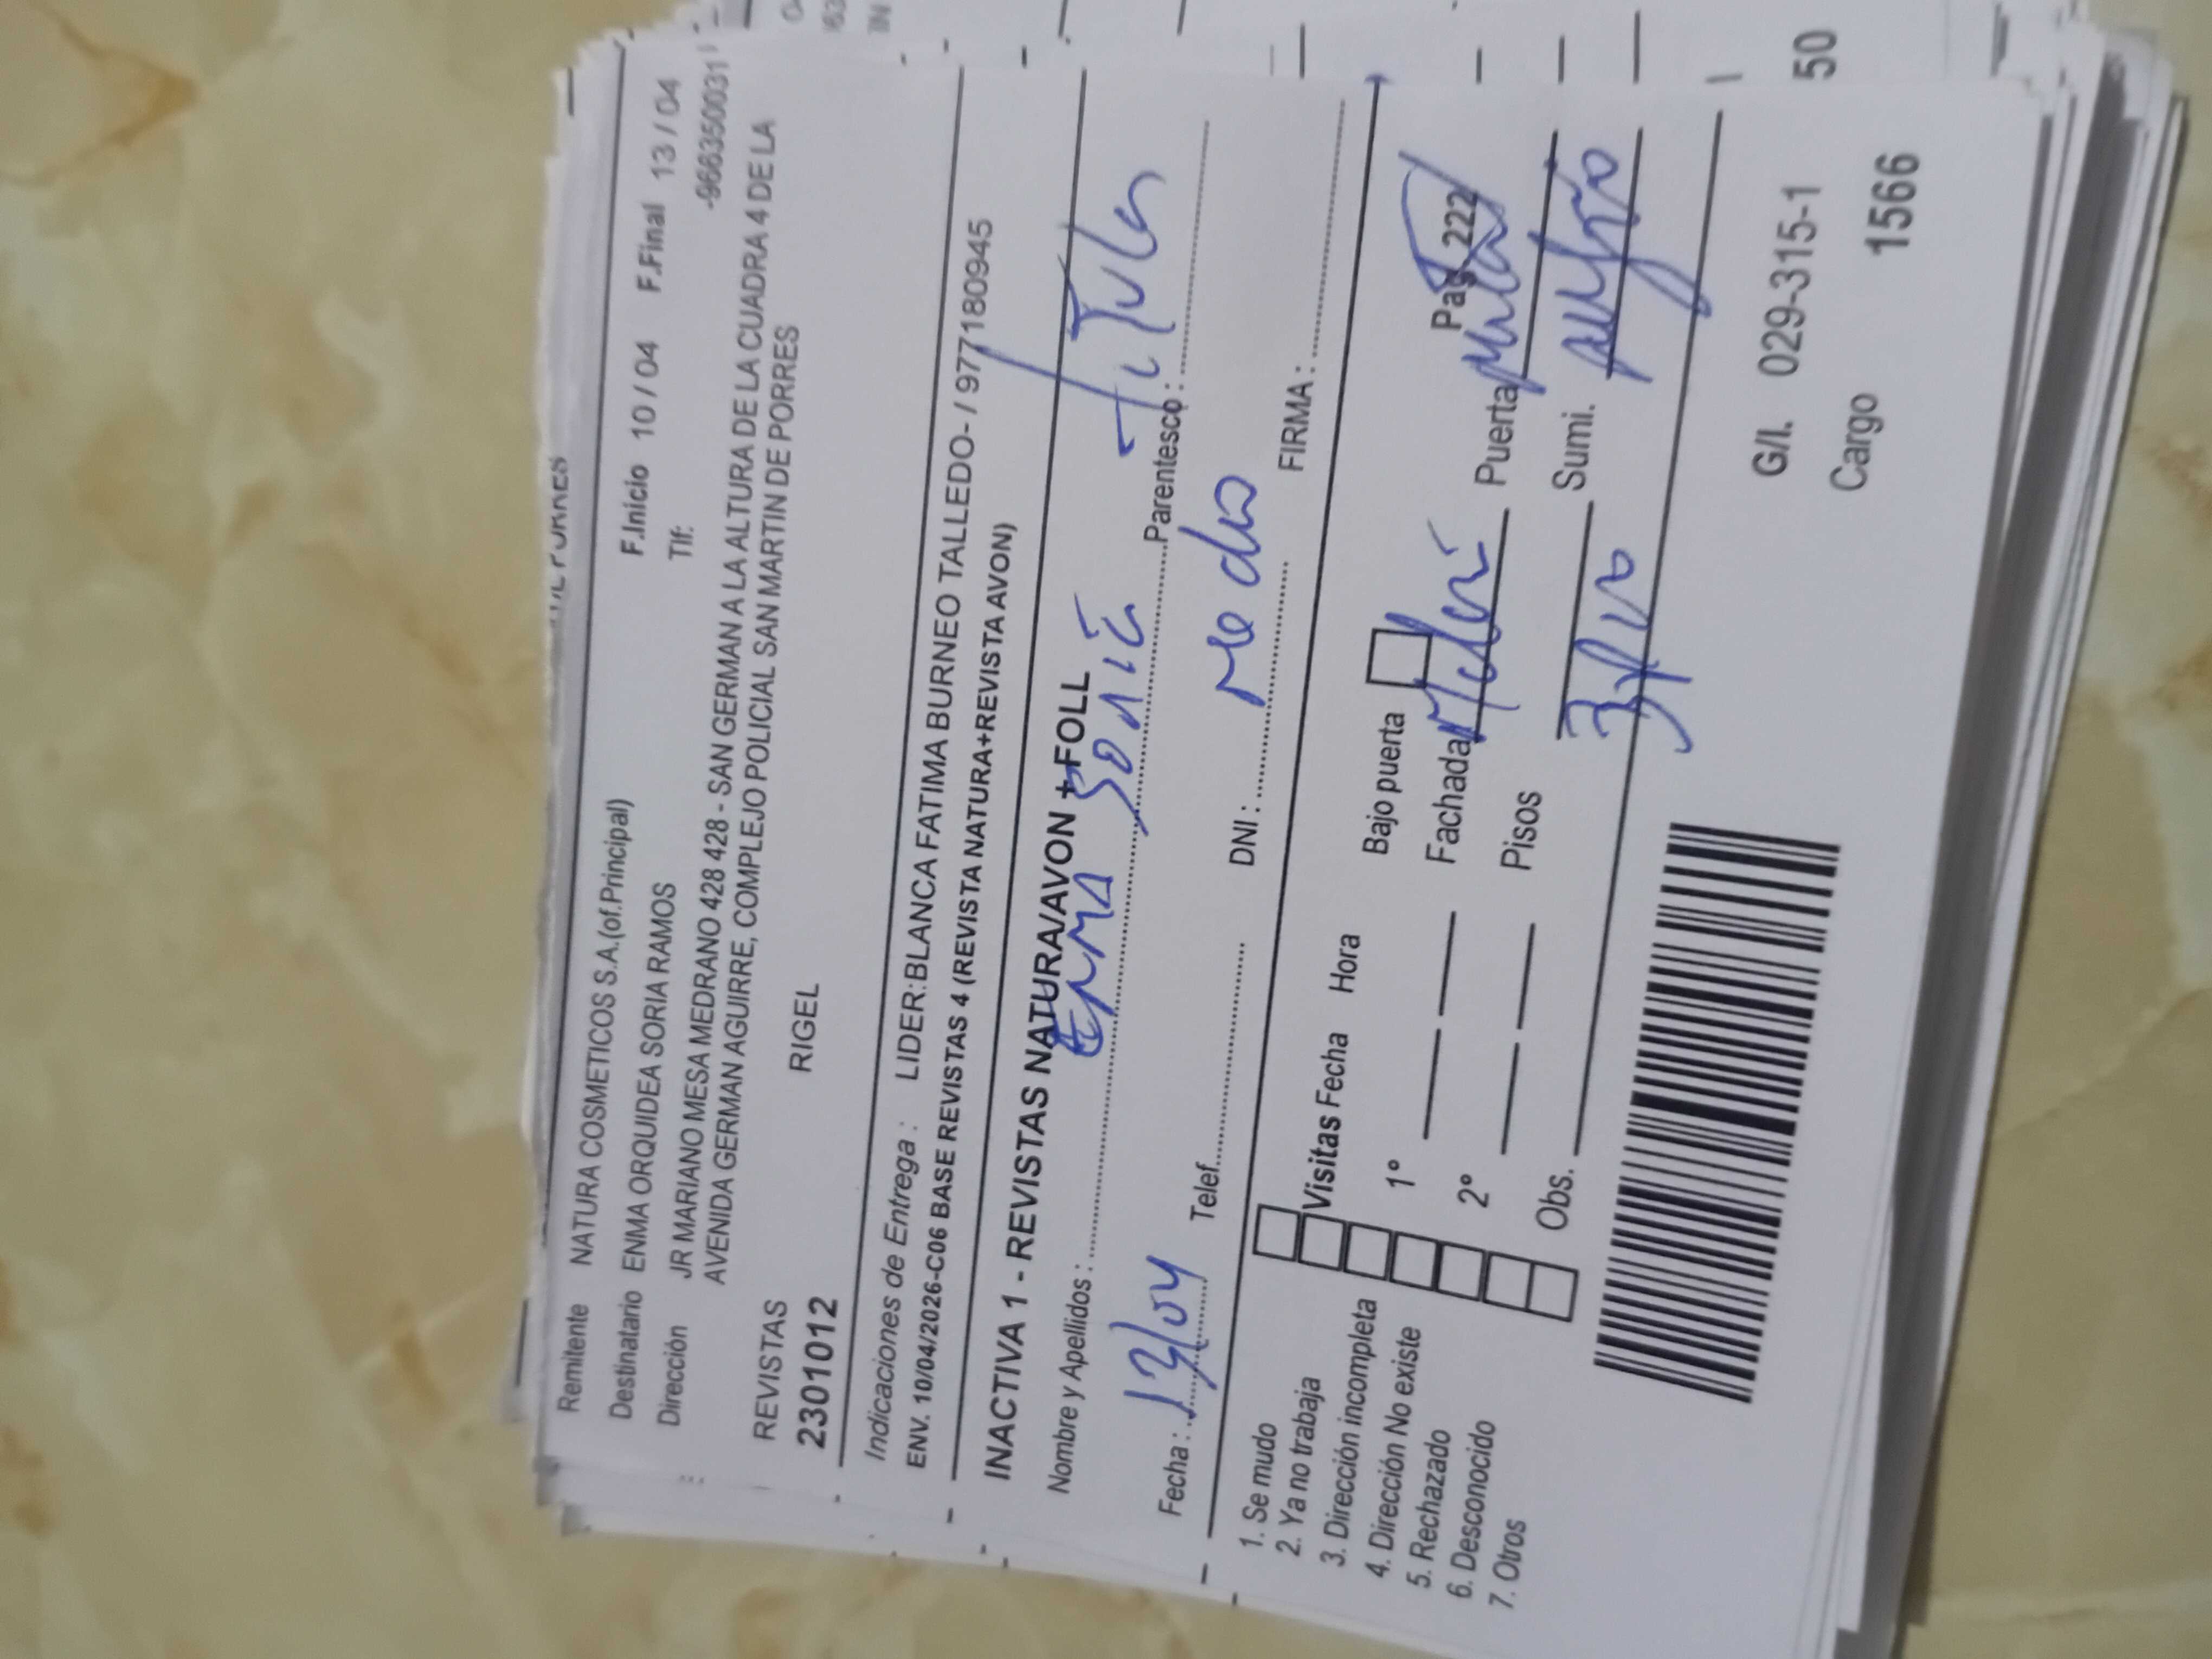 Remitente NATURA COSMETICOS S.A.(of.Principal) F.Inicio 10 / 04 F.Final 13 / 04
Destinatario ENMA ORQUIDEA SORIA RAMOS Tlf: -966350031
Dirección JR MARIANO MESA MEDRANO 428 428 - SAN GERMAN A LA ALTURA DE LA CUADRA 4 DE LA
AVENIDA GERMAN AGUIRRE, COMPLEJO POLICIAL SAN MARTIN DE PORRES
REVISTAS RIGEL
2301012
Indicaciones de Entrega : LIDER:BLANCA FATIMA BURNEO TALLEDO- / 977180945
ENV. 10/04/2026-C06 BASE REVISTAS 4 (REVISTA NATURA+REVISTA AVON)
INACTIVA 1 - REVISTAS NATURA/AVON + FOLL
Nombre y Apellidos : Enma Soria Parentesco : titular
Fecha : 13/04 Telef. DNI : FIRMA :
1. Se mudo
2. Ya no trabaja
3. Dirección incompleta
4. Dirección No existe
5. Rechazado
6. Desconocido
7. Otros
Visitas Fecha Hora Bajo puerta Pag 222
1° Fachada Puerta
2° Pisos Sumi.
Obs.
G/I. 029-315-1 50
Cargo 1566